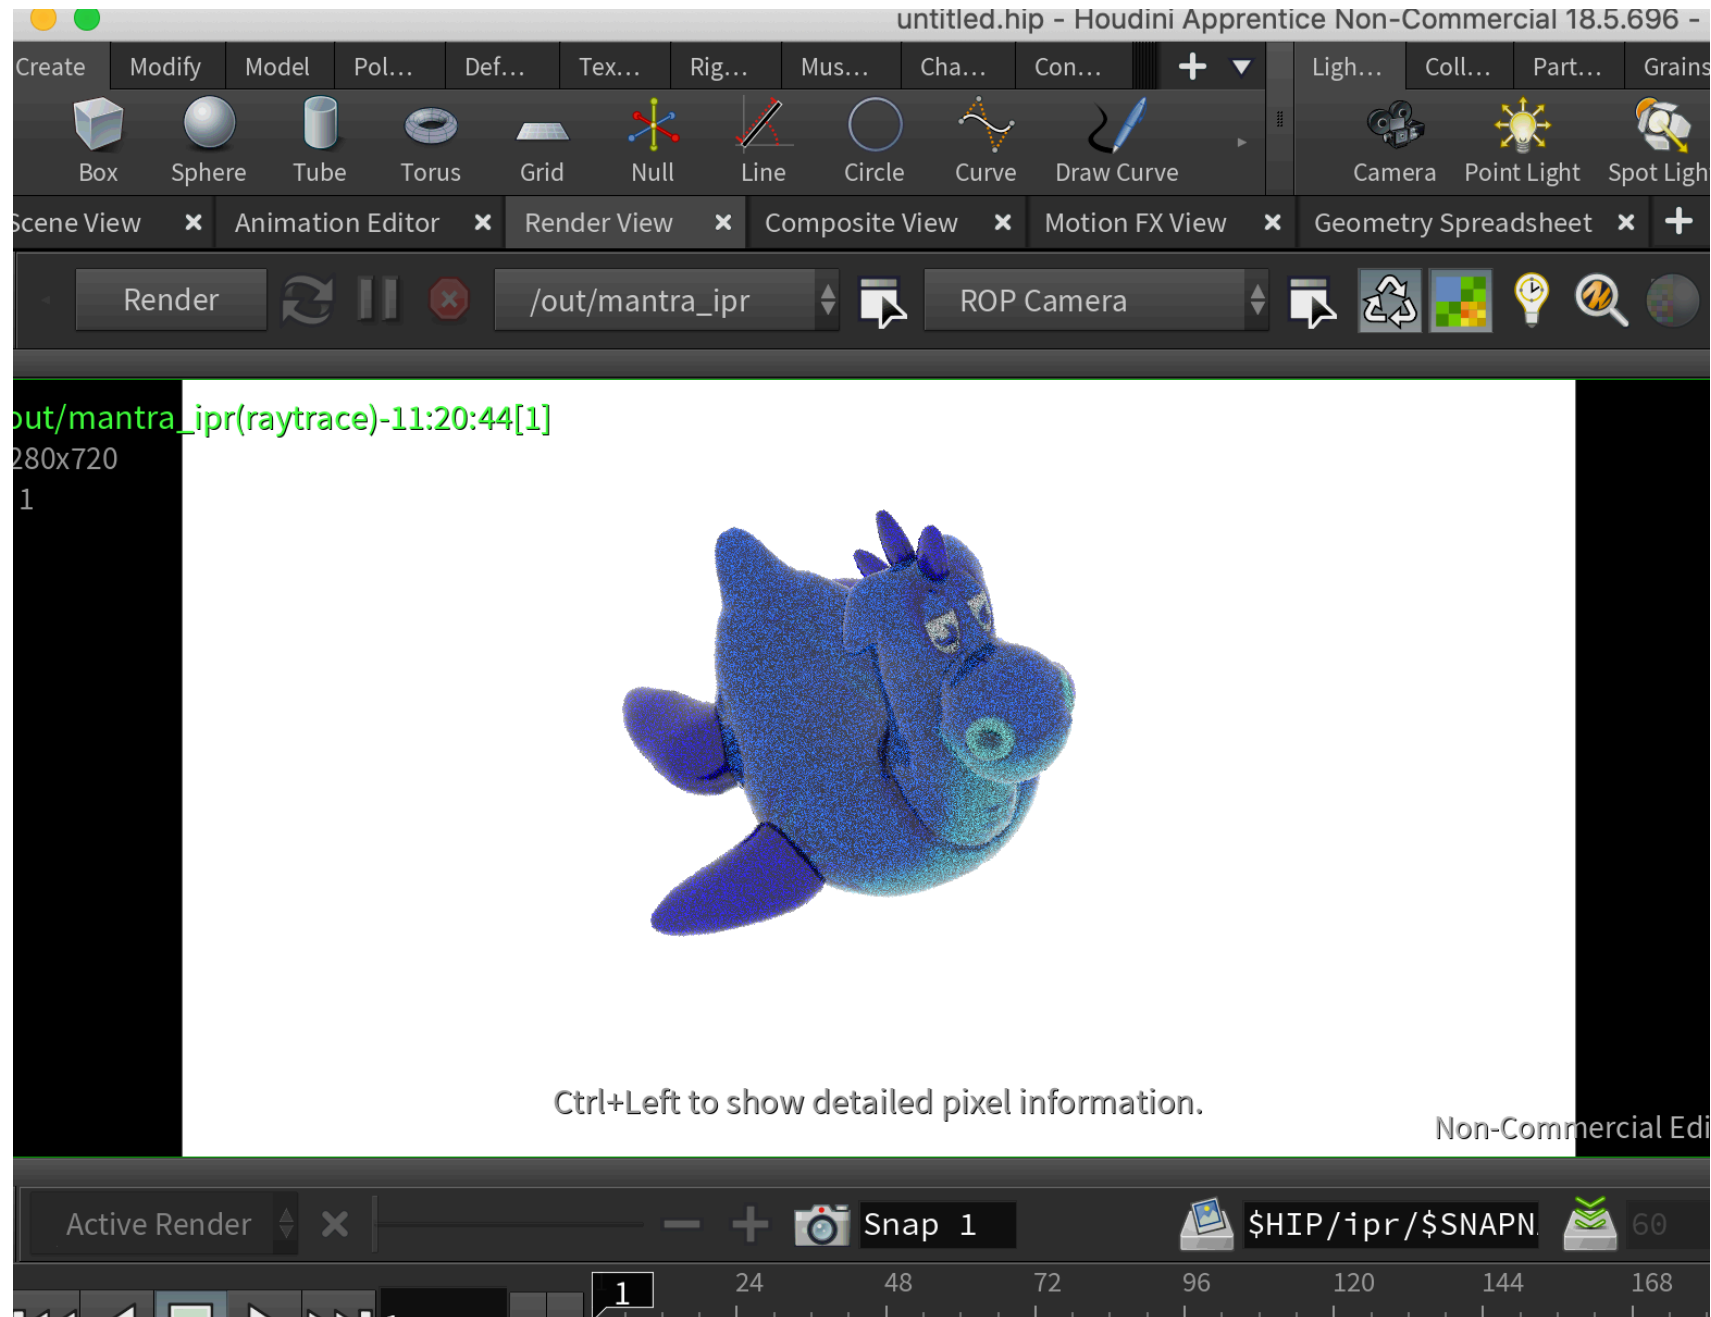 untitled.hip - Houdini Apprentice Non-Commercial 18.5.696 -
Create Modify Model Pol... Def... Tex... Rig... Mus... Cha... Con... Ligh... Coll... Part... Grains
Box Sphere Tube Torus Grid Null Line Circle Curve Draw Curve Camera Point Light Spot Ligh
Scene View Animation Editor Render View Composite View Motion FX View Geometry Spreadsheet
Render /out/mantra_ipr ROP Camera
out/mantra_ipr(raytrace)-11:20:44[1]
280x720
1
Ctrl+Left to show detailed pixel information.
Non-Commercial Edi
Active Render Snap 1 $HIP/ipr/$SNAPN 60
1 24 48 72 96 120 144 168